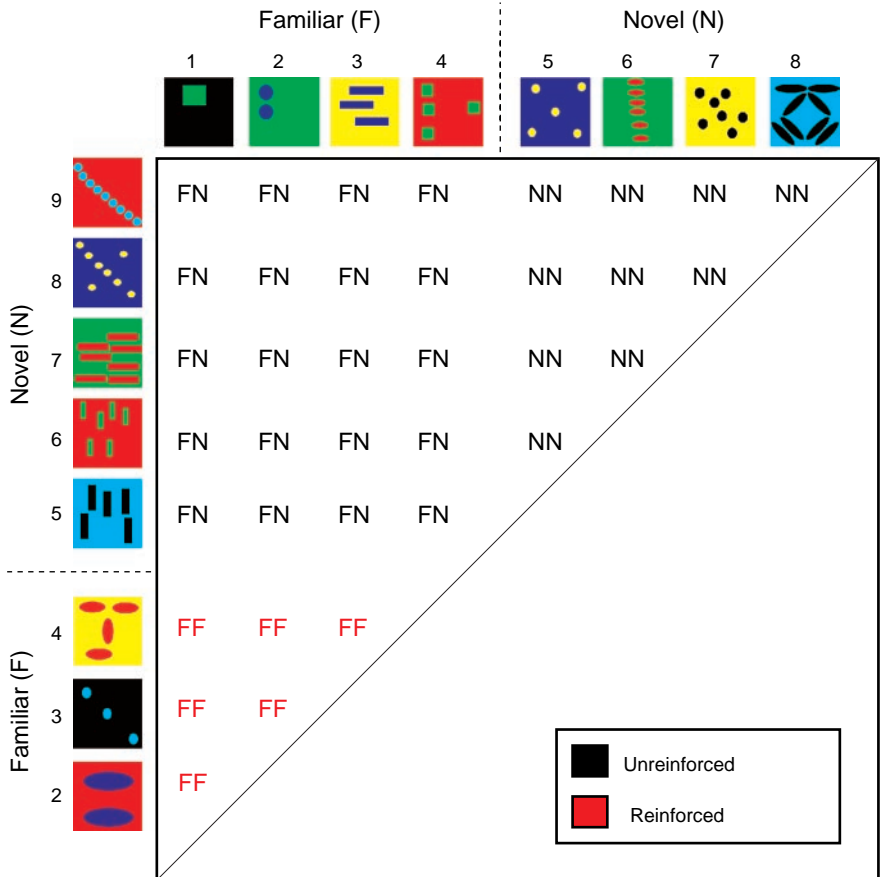 Familiar (F) Novel (N)
1 2 3 4 5 6 7 8
Novel (N)
9 FN FN FN FN NN NN NN NN
8 FN FN FN FN NN NN NN
7 FN FN FN FN NN NN
6 FN FN FN FN NN
5 FN FN FN FN
Familiar (F)
4 FF FF FF
3 FF FF
2 FF
Unreinforced
Reinforced